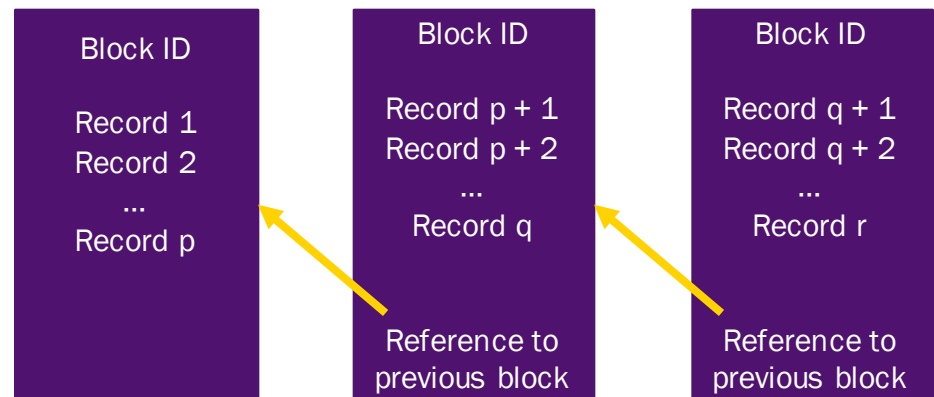 Block ID
Record 1
Record 2
...
Record p
Block ID
Record p + 1
Record p + 2
...
Record q
Reference to
previous block
Block ID
Record q + 1
Record q + 2
...
Record r
Reference to
previous block